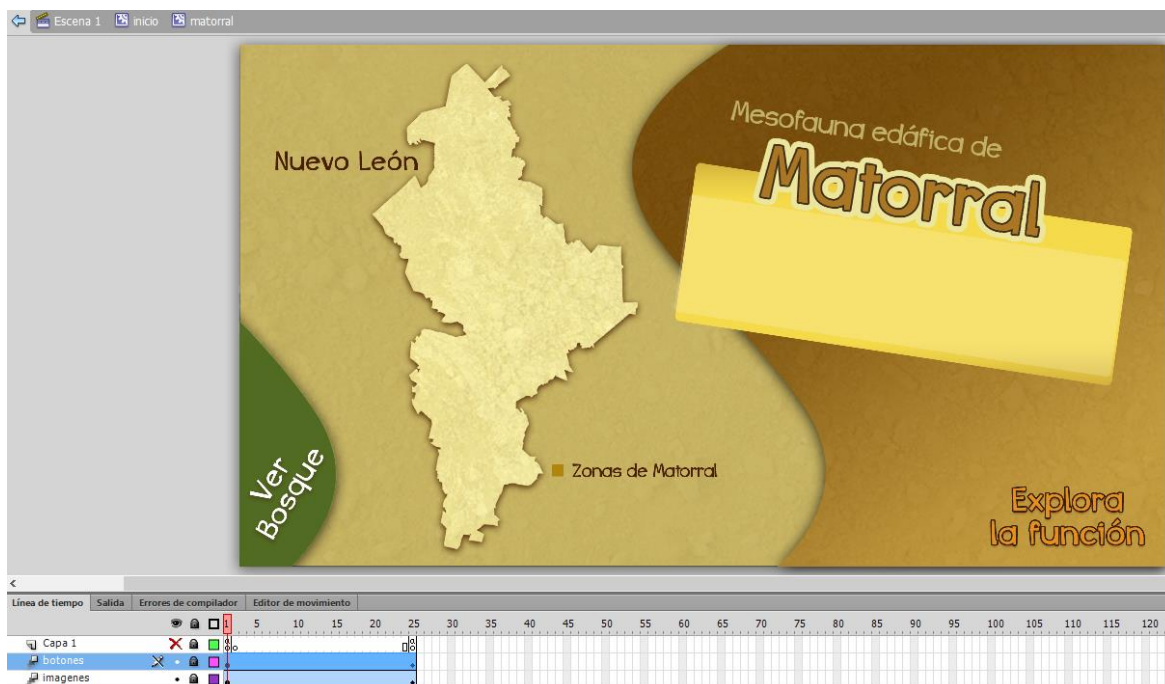 Escena 1 inicio matorral
Mesofauna edáfica de
Matorral
Nuevo León
Zonas de Matorral
Ver
Bosque
Explora
la función
Línea de tiempo Salida Errores de compilador Editor de movimiento
1 5 10 15 20 25 30 35 40 45 50 55 60 65 70 75 80 85 90 95 100 105 110 115 120
Capa 1
botones
imagenes